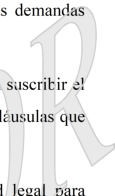 s demandas
suscribir el
láusulas que
d legal para